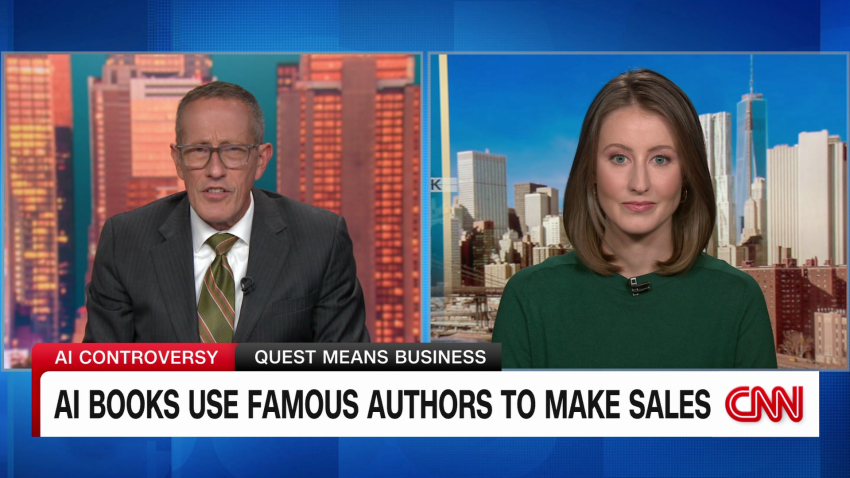 K
AI CONTROVERSY
QUEST MEANS BUSINESS
AI BOOKS USE FAMOUS AUTHORS TO MAKE SALES
CNN